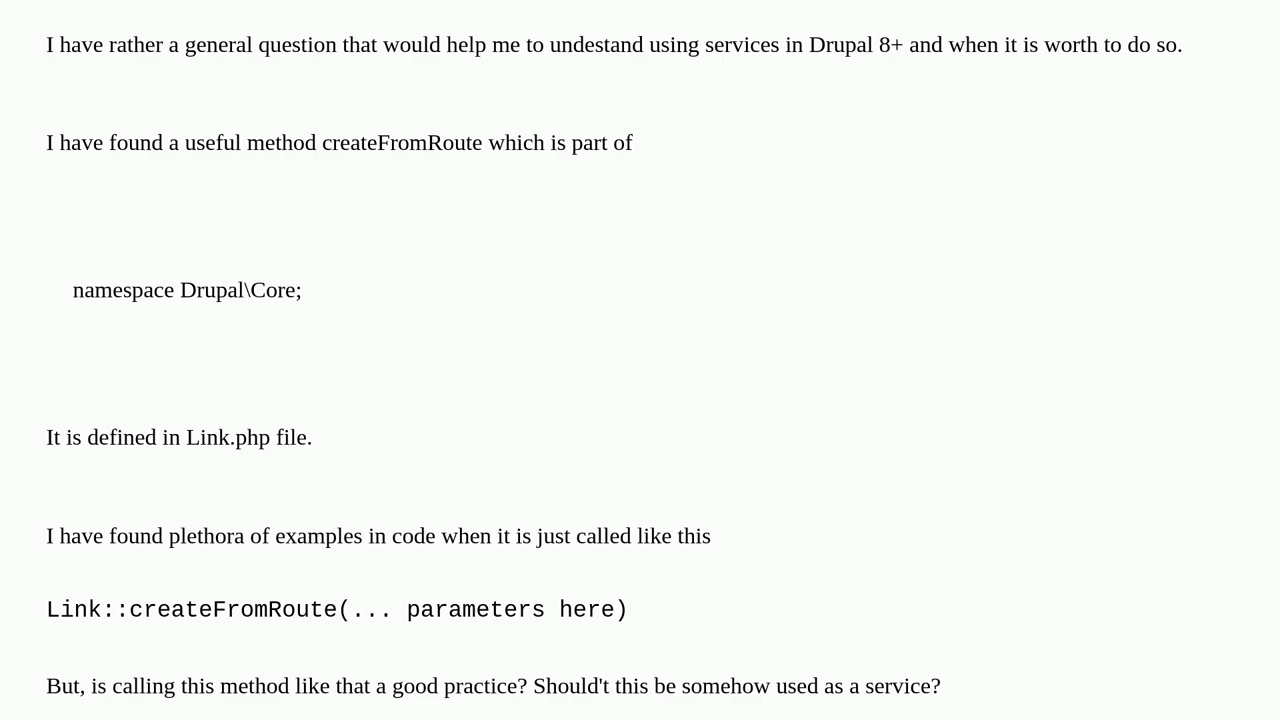 I have rather a general question that would help me to undestand using services in Drupal 8+ and when it is worth to do so.
I have found a useful method createFromRoute which is part of
namespace Drupal\Core;
It is defined in Link.php file.
I have found plethora of examples in code when it is just called like this
Link::createFromRoute(... parameters here)
But, is calling this method like that a good practice? Should't this be somehow used as a service?